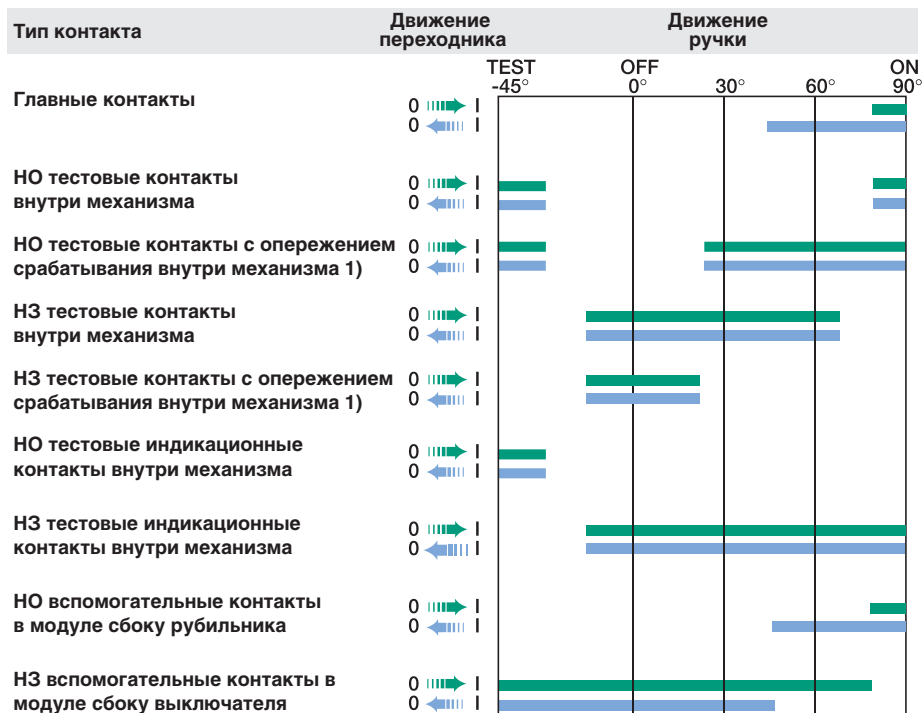 Тип контакта
Движение переходника
Движение ручки
TEST OFF ON
-45° 0° 30° 60° 90°
Главные контакты
0 I
0 I
НО тестовые контакты
внутри механизма
0 I
0 I
НО тестовые контакты с опережением
срабатывания внутри механизма 1)
0 I
0 I
НЗ тестовые контакты
внутри механизма
0 I
0 I
НЗ тестовые контакты с опережением
срабатывания внутри механизма 1)
0 I
0 I
НО тестовые индикационные
контакты внутри механизма
0 I
0 I
НЗ тестовые индикационные
контакты внутри механизма
0 I
0 I
НО вспомогательные контакты
в модуле сбоку рубильника
0 I
0 I
НЗ вспомогательные контакты в
модуле сбоку выключателя
0 I
0 I